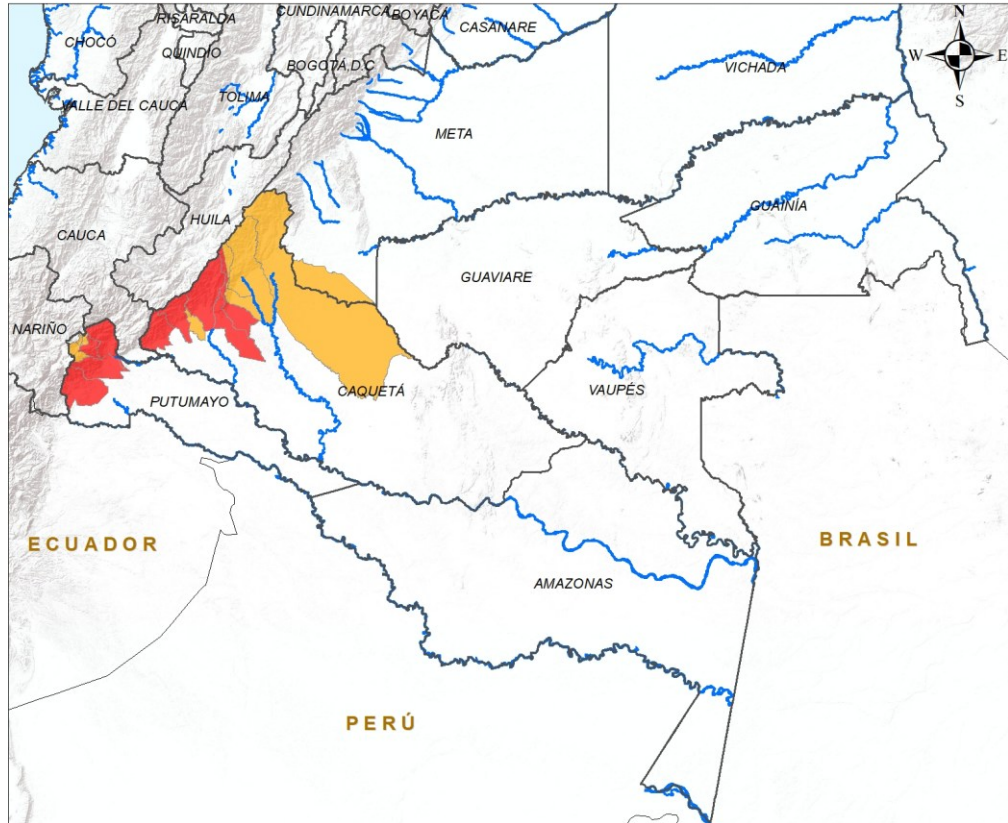 CUNDINAMARCA
BOYACÁ
RISARALDA
CASANARE
N
CHOCÓ
QUINDÍO
BOGOTÁ D.C
W
E
VICHADA
TOLIMA
VALLE DEL CAUCA
S
META
HUILA
GUAINÍA
CAUCA
GUAVIARE
NARIÑO
CAQUETÁ
VAUPÉS
PUTUMAYO
ECUADOR
BRASIL
AMAZONAS
PERÚ